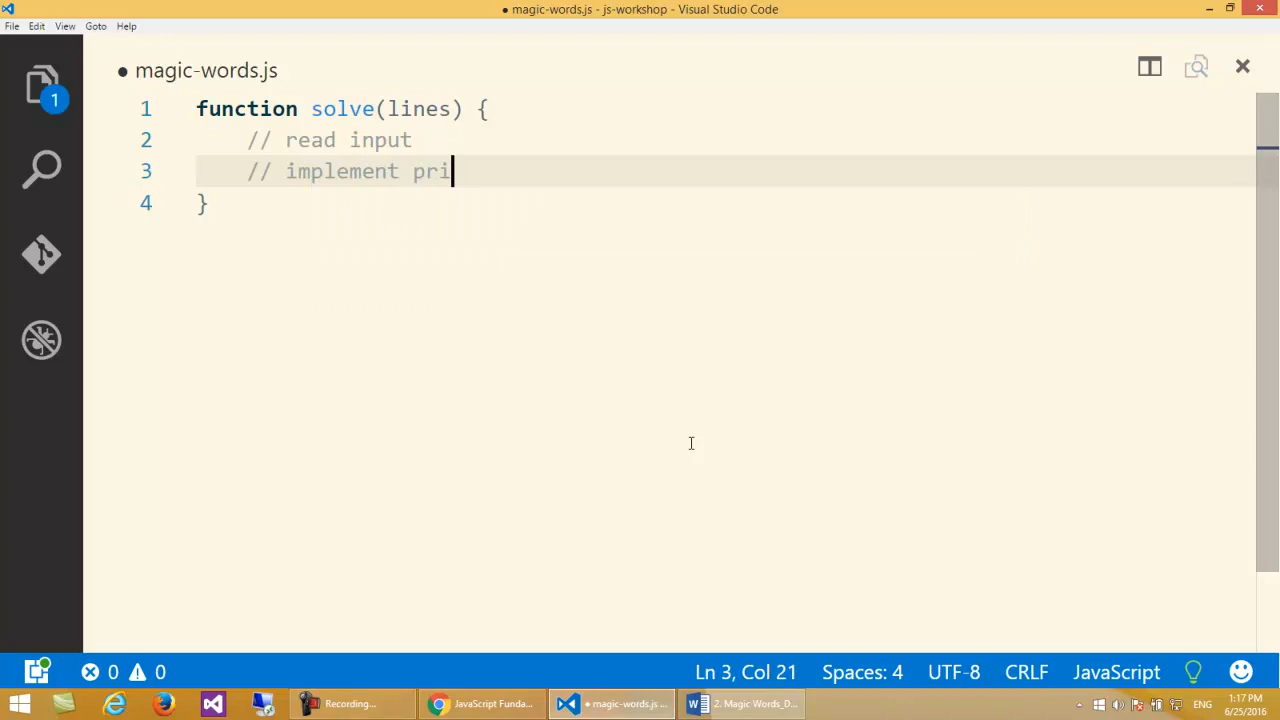 ● magic-words.js - js-workshop - Visual Studio Code
File Edit View Goto Help
1
● magic-words.js
1 function solve(lines) {
2 // read input
3 // implement pri
4 }
0 0
Ln 3, Col 21 Spaces: 4 UTF-8 CRLF JavaScript
Recording...
JavaScript Funda...
● magic-words.js ...
2. Magic Words_D...
ENG
1:17 PM
6/25/2016